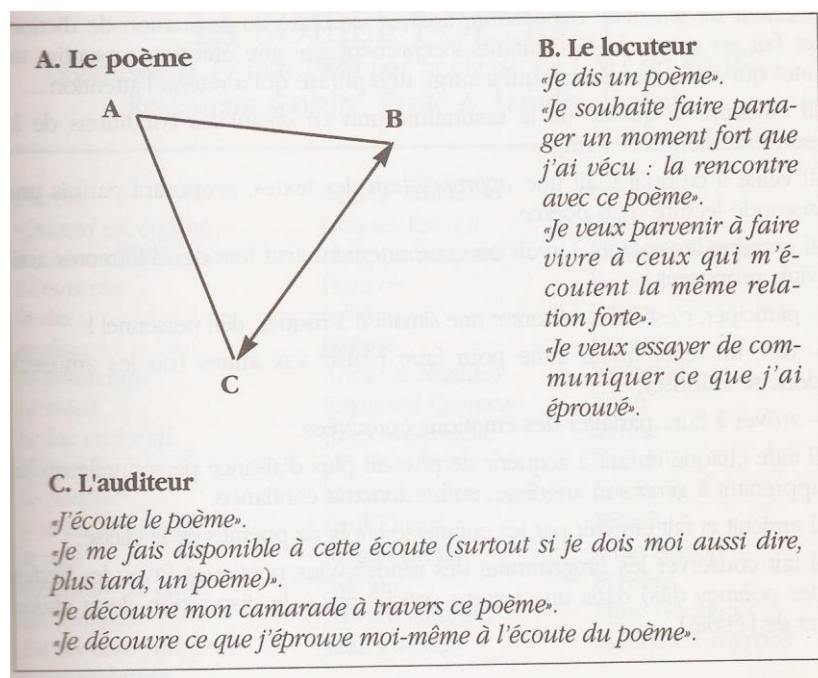 A. Le poème
A
B
C
B. Le locuteur
«Je dis un poème».
«Je souhaite faire parta-
ger un moment fort que
j'ai vécu : la rencontre
avec ce poème».
«Je veux parvenir à faire
vivre à ceux qui m'é-
coutent la même rela-
tion forte».
«Je veux essayer de com-
muniquer ce que j'ai
éprouvé».
C. L'auditeur
«J'écoute le poème».
«Je me fais disponible à cette écoute (surtout si je dois moi aussi dire,
plus tard, un poème)».
«Je découvre mon camarade à travers ce poème».
«Je découvre ce que j'éprouve moi-même à l'écoute du poème».